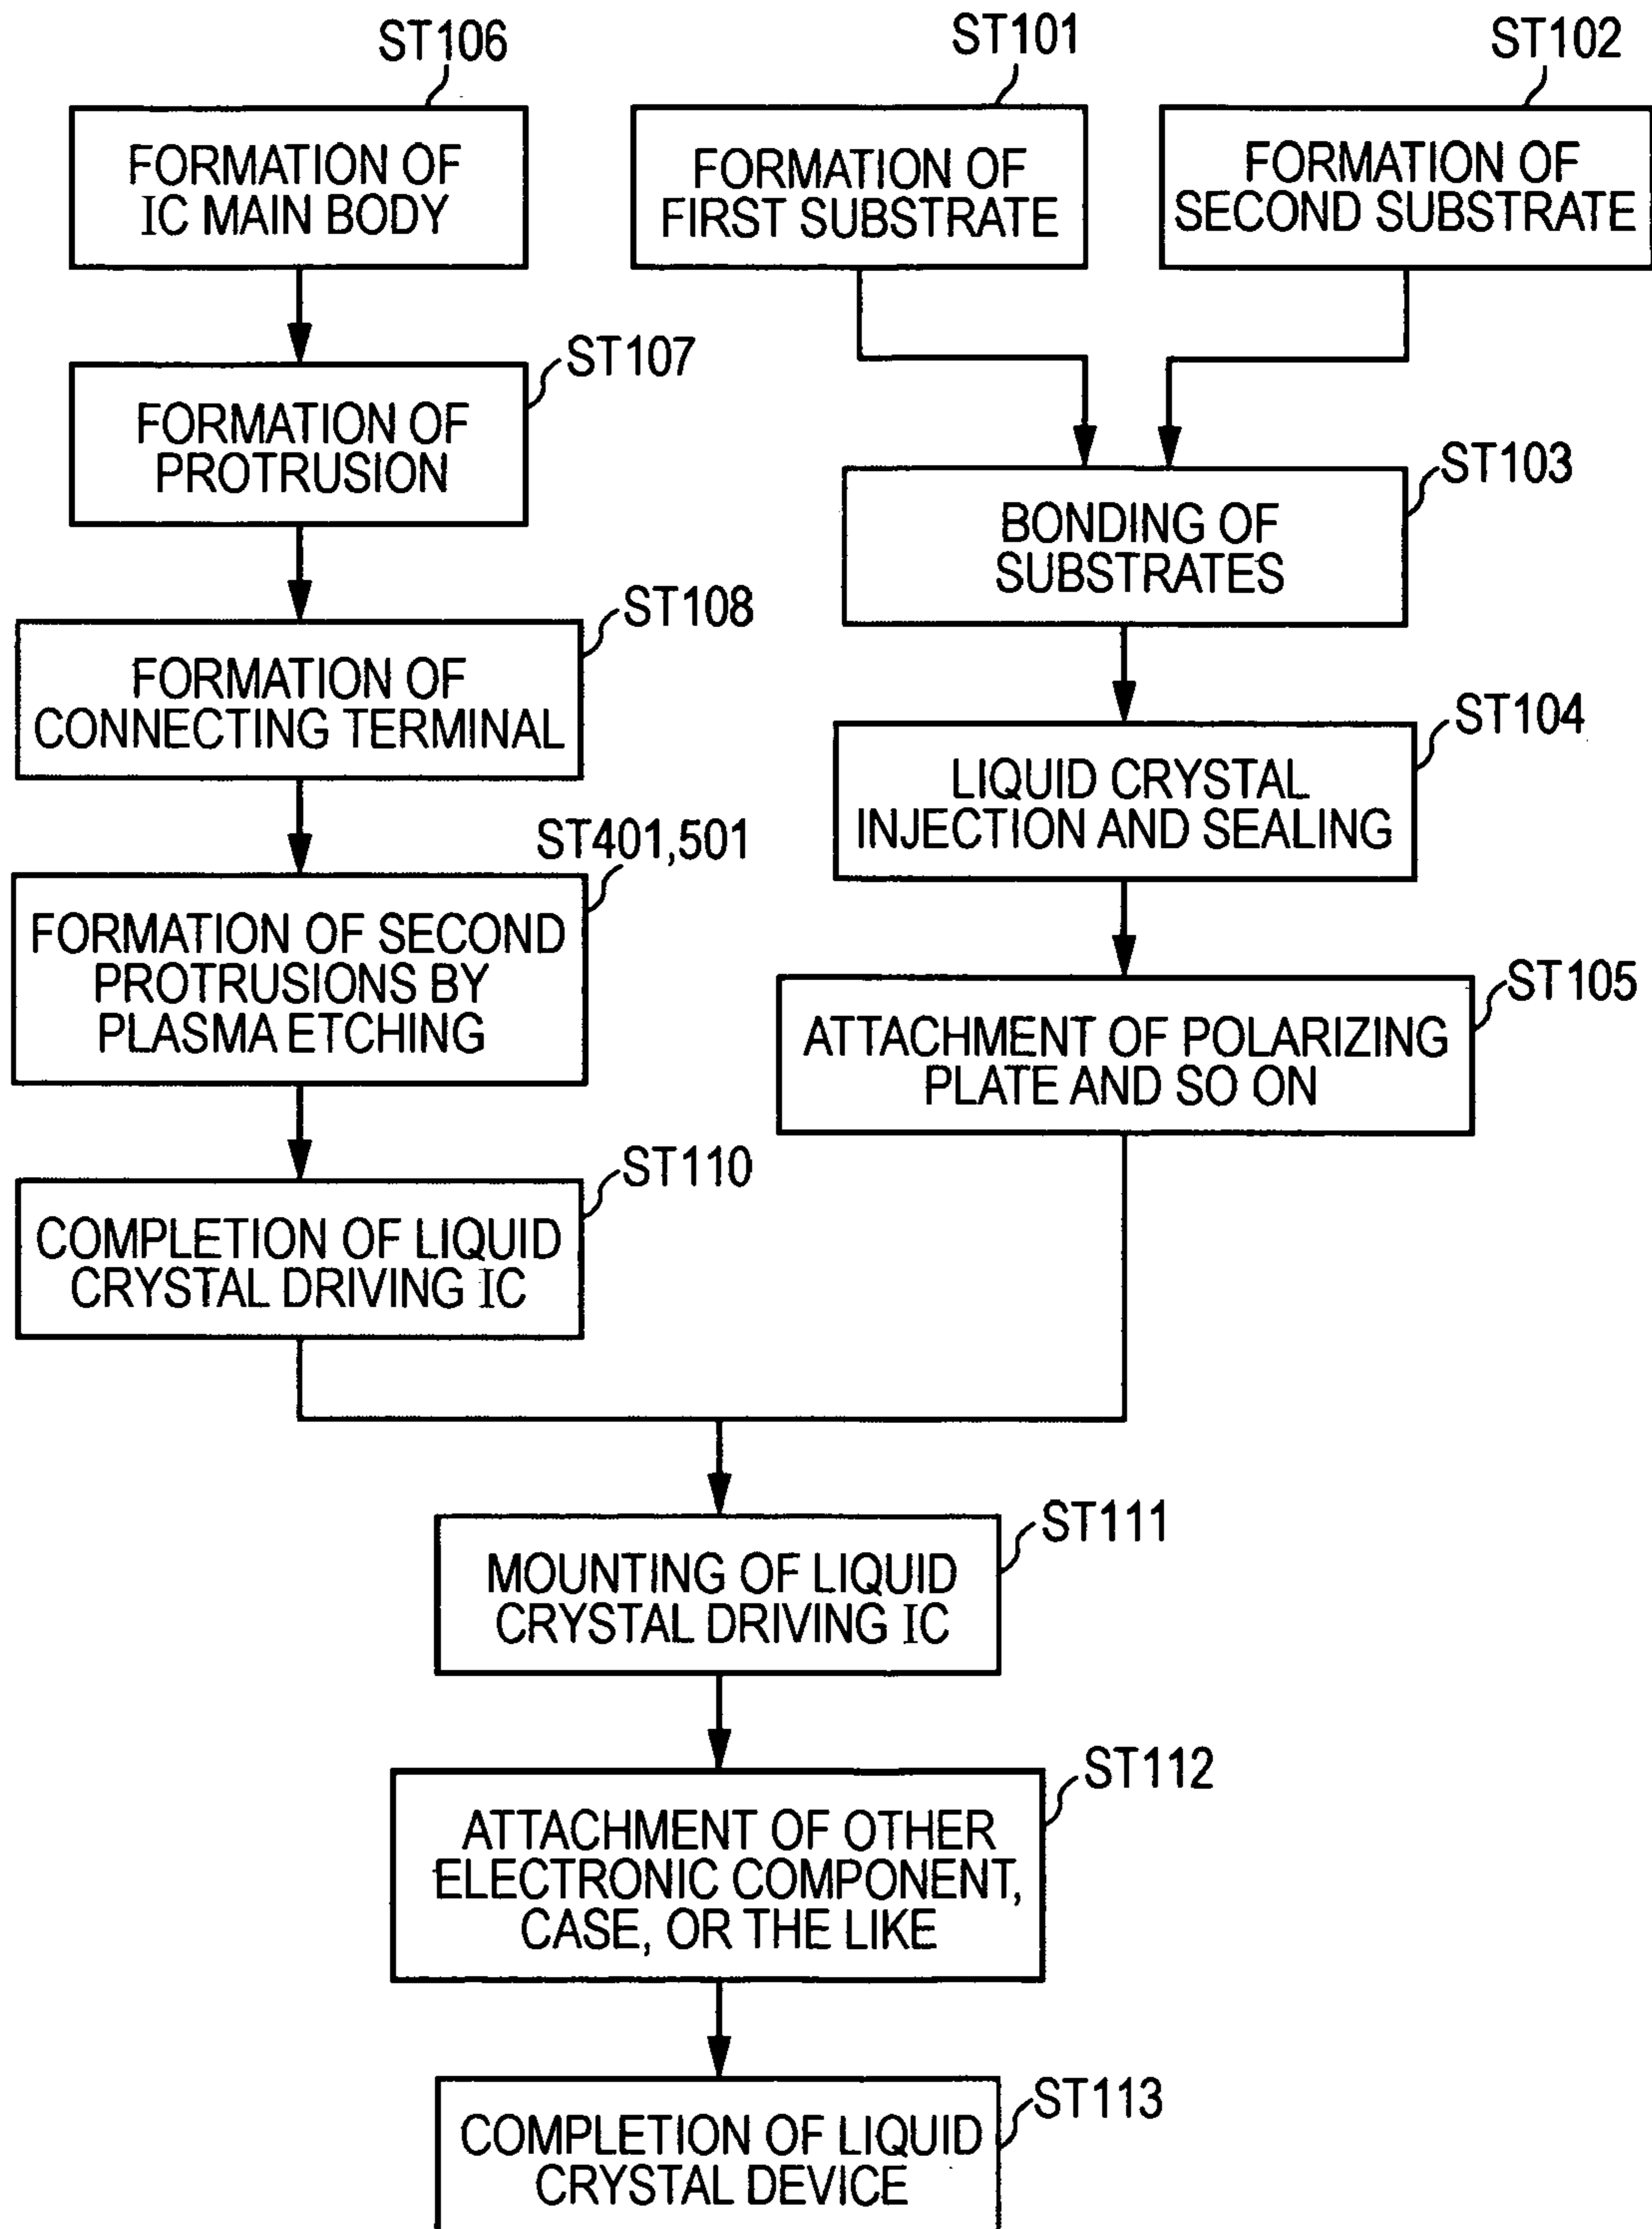 ST106
FORMATION OF
IC MAIN BODY
ST101
FORMATION OF
FIRST SUBSTRATE
ST102
FORMATION OF
SECOND SUBSTRATE
ST107
FORMATION OF
PROTRUSION
ST103
BONDING OF
SUBSTRATES
ST108
FORMATION OF
CONNECTING TERMINAL
ST104
LIQUID CRYSTAL
INJECTION AND SEALING
ST401,501
FORMATION OF SECOND
PROTRUSIONS BY
PLASMA ETCHING
ST105
ATTACHMENT OF POLARIZING
PLATE AND SO ON
ST110
COMPLETION OF LIQUID
CRYSTAL DRIVING IC
ST111
MOUNTING OF LIQUID
CRYSTAL DRIVING IC
ST112
ATTACHMENT OF OTHER
ELECTRONIC COMPONENT,
CASE, OR THE LIKE
ST113
COMPLETION OF LIQUID
CRYSTAL DEVICE